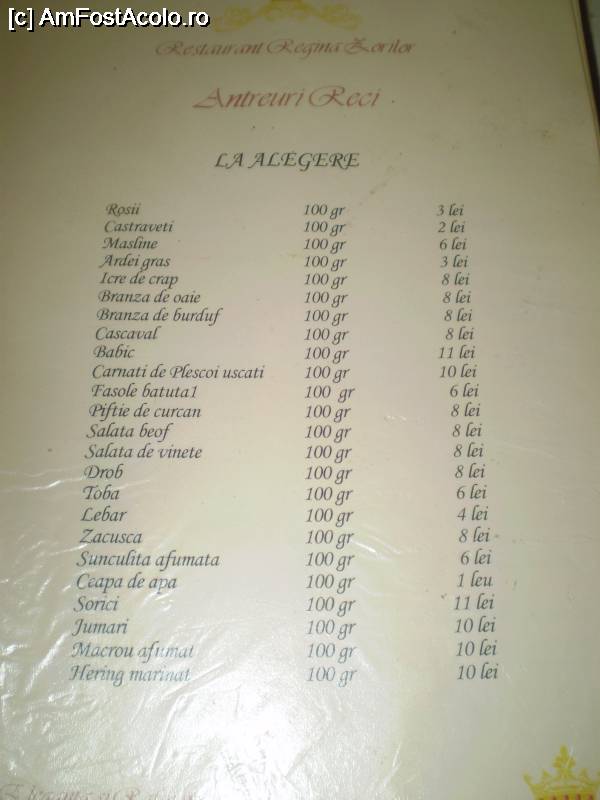 [c] AmFostAcolo.ro
Restaurant Regina Zorilor
Antreuri Reci
LA ALEGERE
Rosii 100 gr 3 lei
Castraveti 100 gr 2 lei
Masline 100 gr 6 lei
Ardei gras 100 gr 3 lei
Icre de crap 100 gr 8 lei
Branza de oaie 100 gr 8 lei
Branza de burduf 100 gr 8 lei
Cascaval 100 gr 8 lei
Babic 100 gr 11 lei
Carnati de Plescoi uscati 100 gr 10 lei
Fasole batuta1 100 gr 6 lei
Piftie de curcan 100 gr 8 lei
Salata beof 100 gr 8 lei
Salata de vinete 100 gr 8 lei
Drob 100 gr 8 lei
Toba 100 gr 6 lei
Lebar 100 gr 4 lei
Zacusca 100 gr 8 lei
Sunculita afumata 100 gr 6 lei
Ceapa de apa 100 gr 1 leu
Sorici 100 gr 11 lei
Jumari 100 gr 10 lei
Macrou afumat 100 gr 10 lei
Hering marinat 100 gr 10 lei